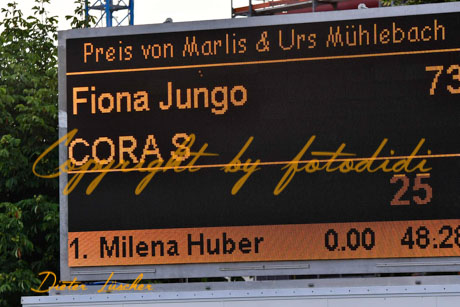 Preis von Marlis & Urs Mühlebach
Fiona Jungo 73
CORA S
Copyright by fotodidi
25
1. Milena Huber 0.00 48:28
Dieter Fuscher